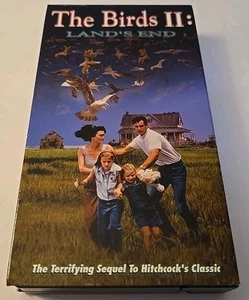 The Birds II:
LAND'S END
The Terrifying Sequel To Hitchcock's Classic